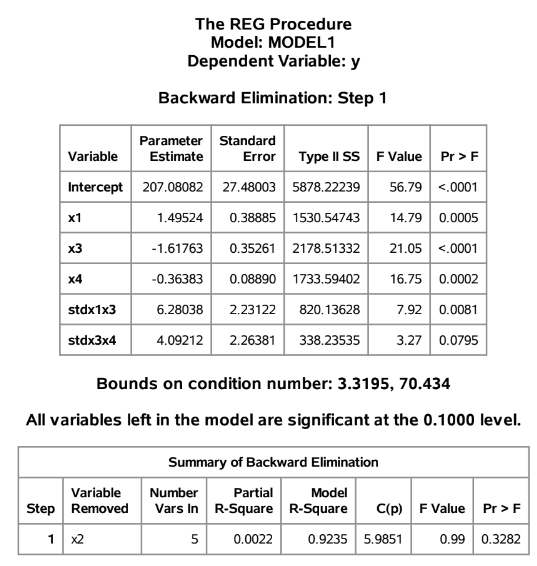 The REG Procedure
Model: MODEL1
Dependent Variable: y
Backward Elimination: Step 1
Variable Parameter Estimate Standard Error Type II SS F Value Pr > F
Intercept 207.08082 27.48003 5878.22239 56.79 <.0001
x1 1.49524 0.38885 1530.54743 14.79 0.0005
x3 -1.61763 0.35261 2178.51332 21.05 <.0001
x4 -0.36383 0.08890 1733.59402 16.75 0.0002
stdx1x3 6.28038 2.23122 820.13628 7.92 0.0081
stdx3x4 4.09212 2.26381 338.23535 3.27 0.0795
Bounds on condition number: 3.3195, 70.434
All variables left in the model are significant at the 0.1000 level.
Summary of Backward Elimination
Step Variable Removed Number Vars In Partial R-Square Model R-Square C(p) F Value Pr > F
1 x2 5 0.0022 0.9235 5.9851 0.99 0.3282